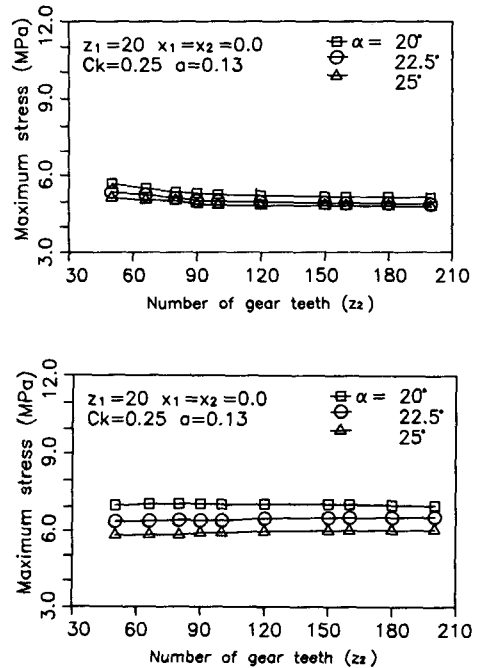 12.0
9.0
6.0
3.0
Maximum stress (MPa)
z1=20 x1=x2=0.0
Ck=0.25 a=0.13
α= 20°
22.5°
25°
30 60 90 120 150 180 210
Number of gear teeth (z2)
12.0
9.0
6.0
3.0
Maximum stress (MPa)
z1=20 x1=x2=0.0
Ck=0.25 a=0.13
α= 20°
22.5°
25°
30 60 90 120 150 180 210
Number of gear teeth (z2)